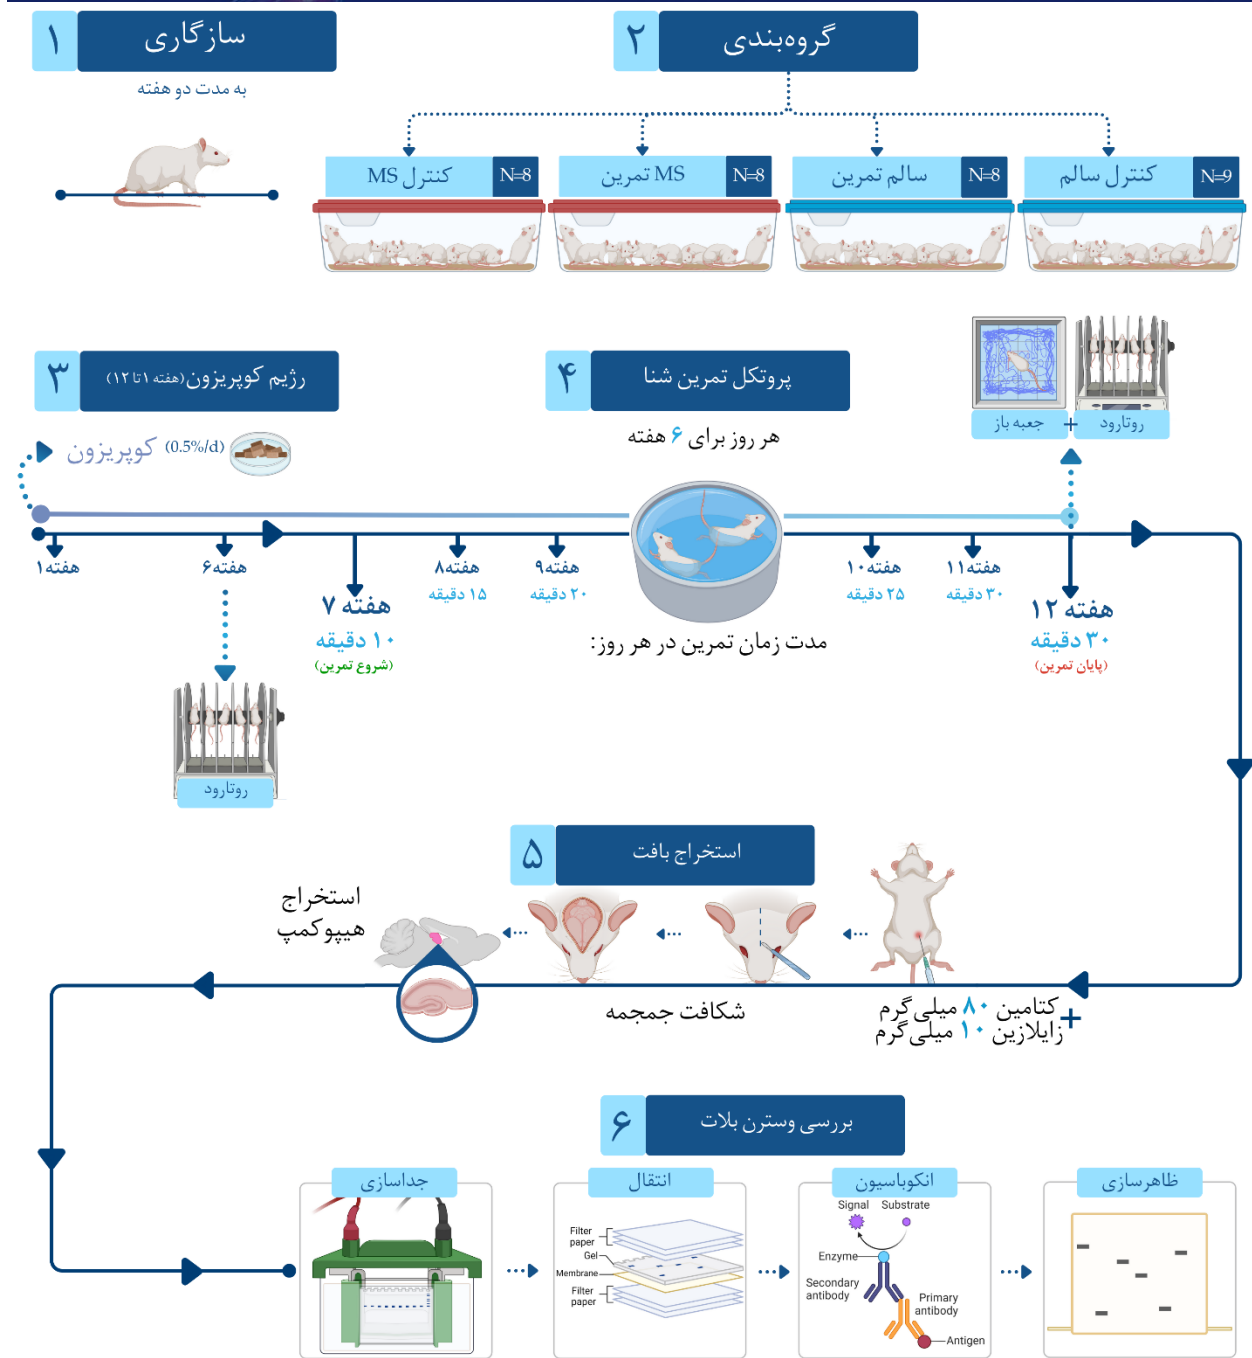 ۱
سازگاری
به مدت دو هفته
۲
گروه‌بندی
کنترل MS
N=8
MS تمرین
N=8
سالم تمرین
N=8
کنترل سالم
N=9
۳
رژیم کوپریزون (هفته ۱ تا ۱۲)
کوپریزون (0.5%/d)
۴
پروتکل تمرین شنا
هر روز برای ۶ هفته
جعبه باز
+
روتارود
هفته۱
هفته۶
هفته ۷
۱۰ دقیقه
(شروع تمرین)
هفته۸
۱۵ دقیقه
هفته۹
۲۰ دقیقه
هفته۱۰
۲۵ دقیقه
هفته۱۱
۳۰ دقیقه
هفته ۱۲
۳۰ دقیقه
(پایان تمرین)
مدت زمان تمرین در هر روز:
روتارود
۵
استخراج بافت
کتامین ۸۰ میلی‌گرم
+
زایلازین ۱۰ میلی‌گرم
شکافت جمجمه
استخراج
هیپوکمپ
۶
بررسی وسترن بلات
جداسازی
انتقال
Filter
paper
Gel
Membrane
Filter
paper
انکوباسیون
Signal
Substrate
Enzyme
Secondary
antibody
Primary
antibody
Antigen
ظاهرسازی